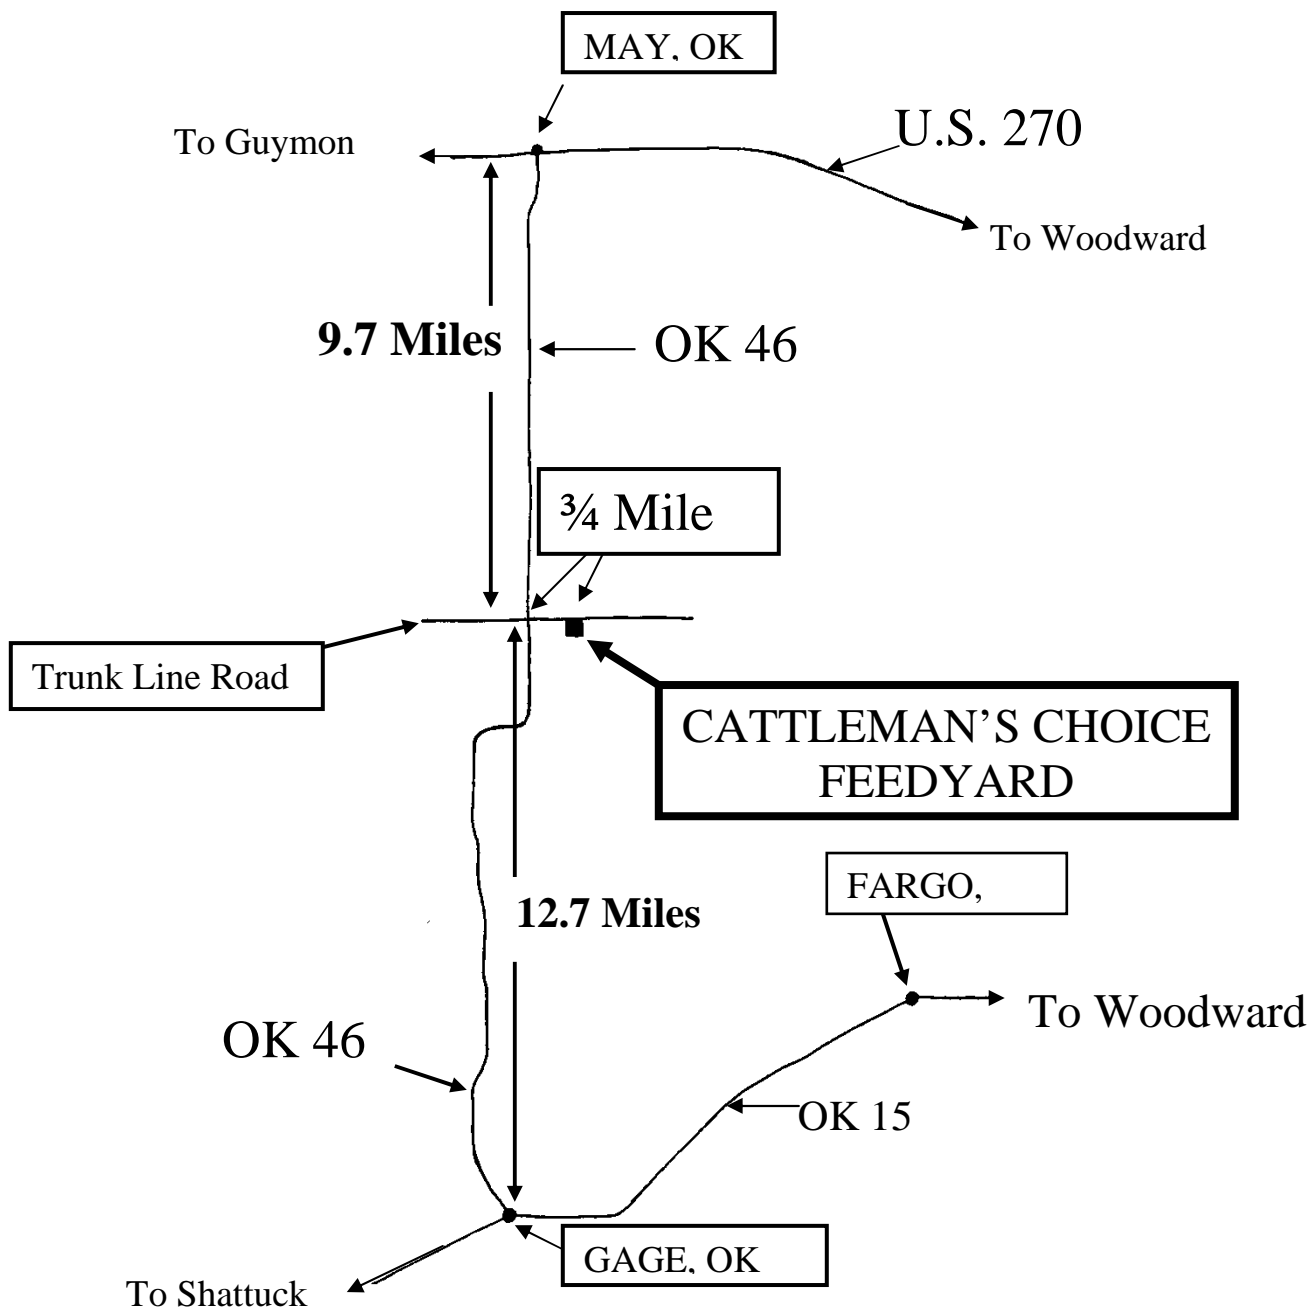 MAY, OK
U.S. 270
To Guymon
To Woodward
9.7 Miles
OK 46
¾ Mile
Trunk Line Road
CATTLEMAN’S CHOICE
FEEDYARD
FARGO,
12.7 Miles
To Woodward
OK 46
OK 15
GAGE, OK
To Shattuck